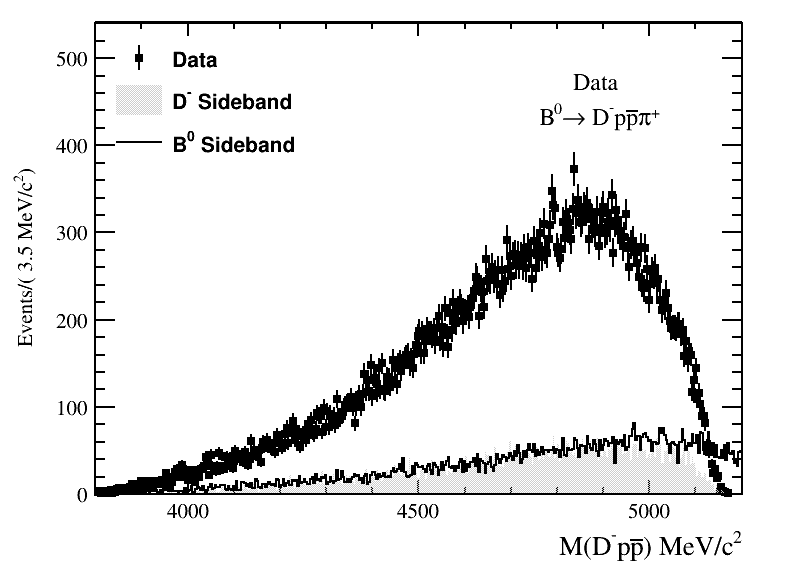 Data
D⁻ Sideband
B⁰ Sideband
Data
B⁰→ D⁻pp̅π⁺
Events/( 3.5 MeV/c²)
500
400
300
200
100
0
4000 4500 5000
M(D⁻pp̅) MeV/c²